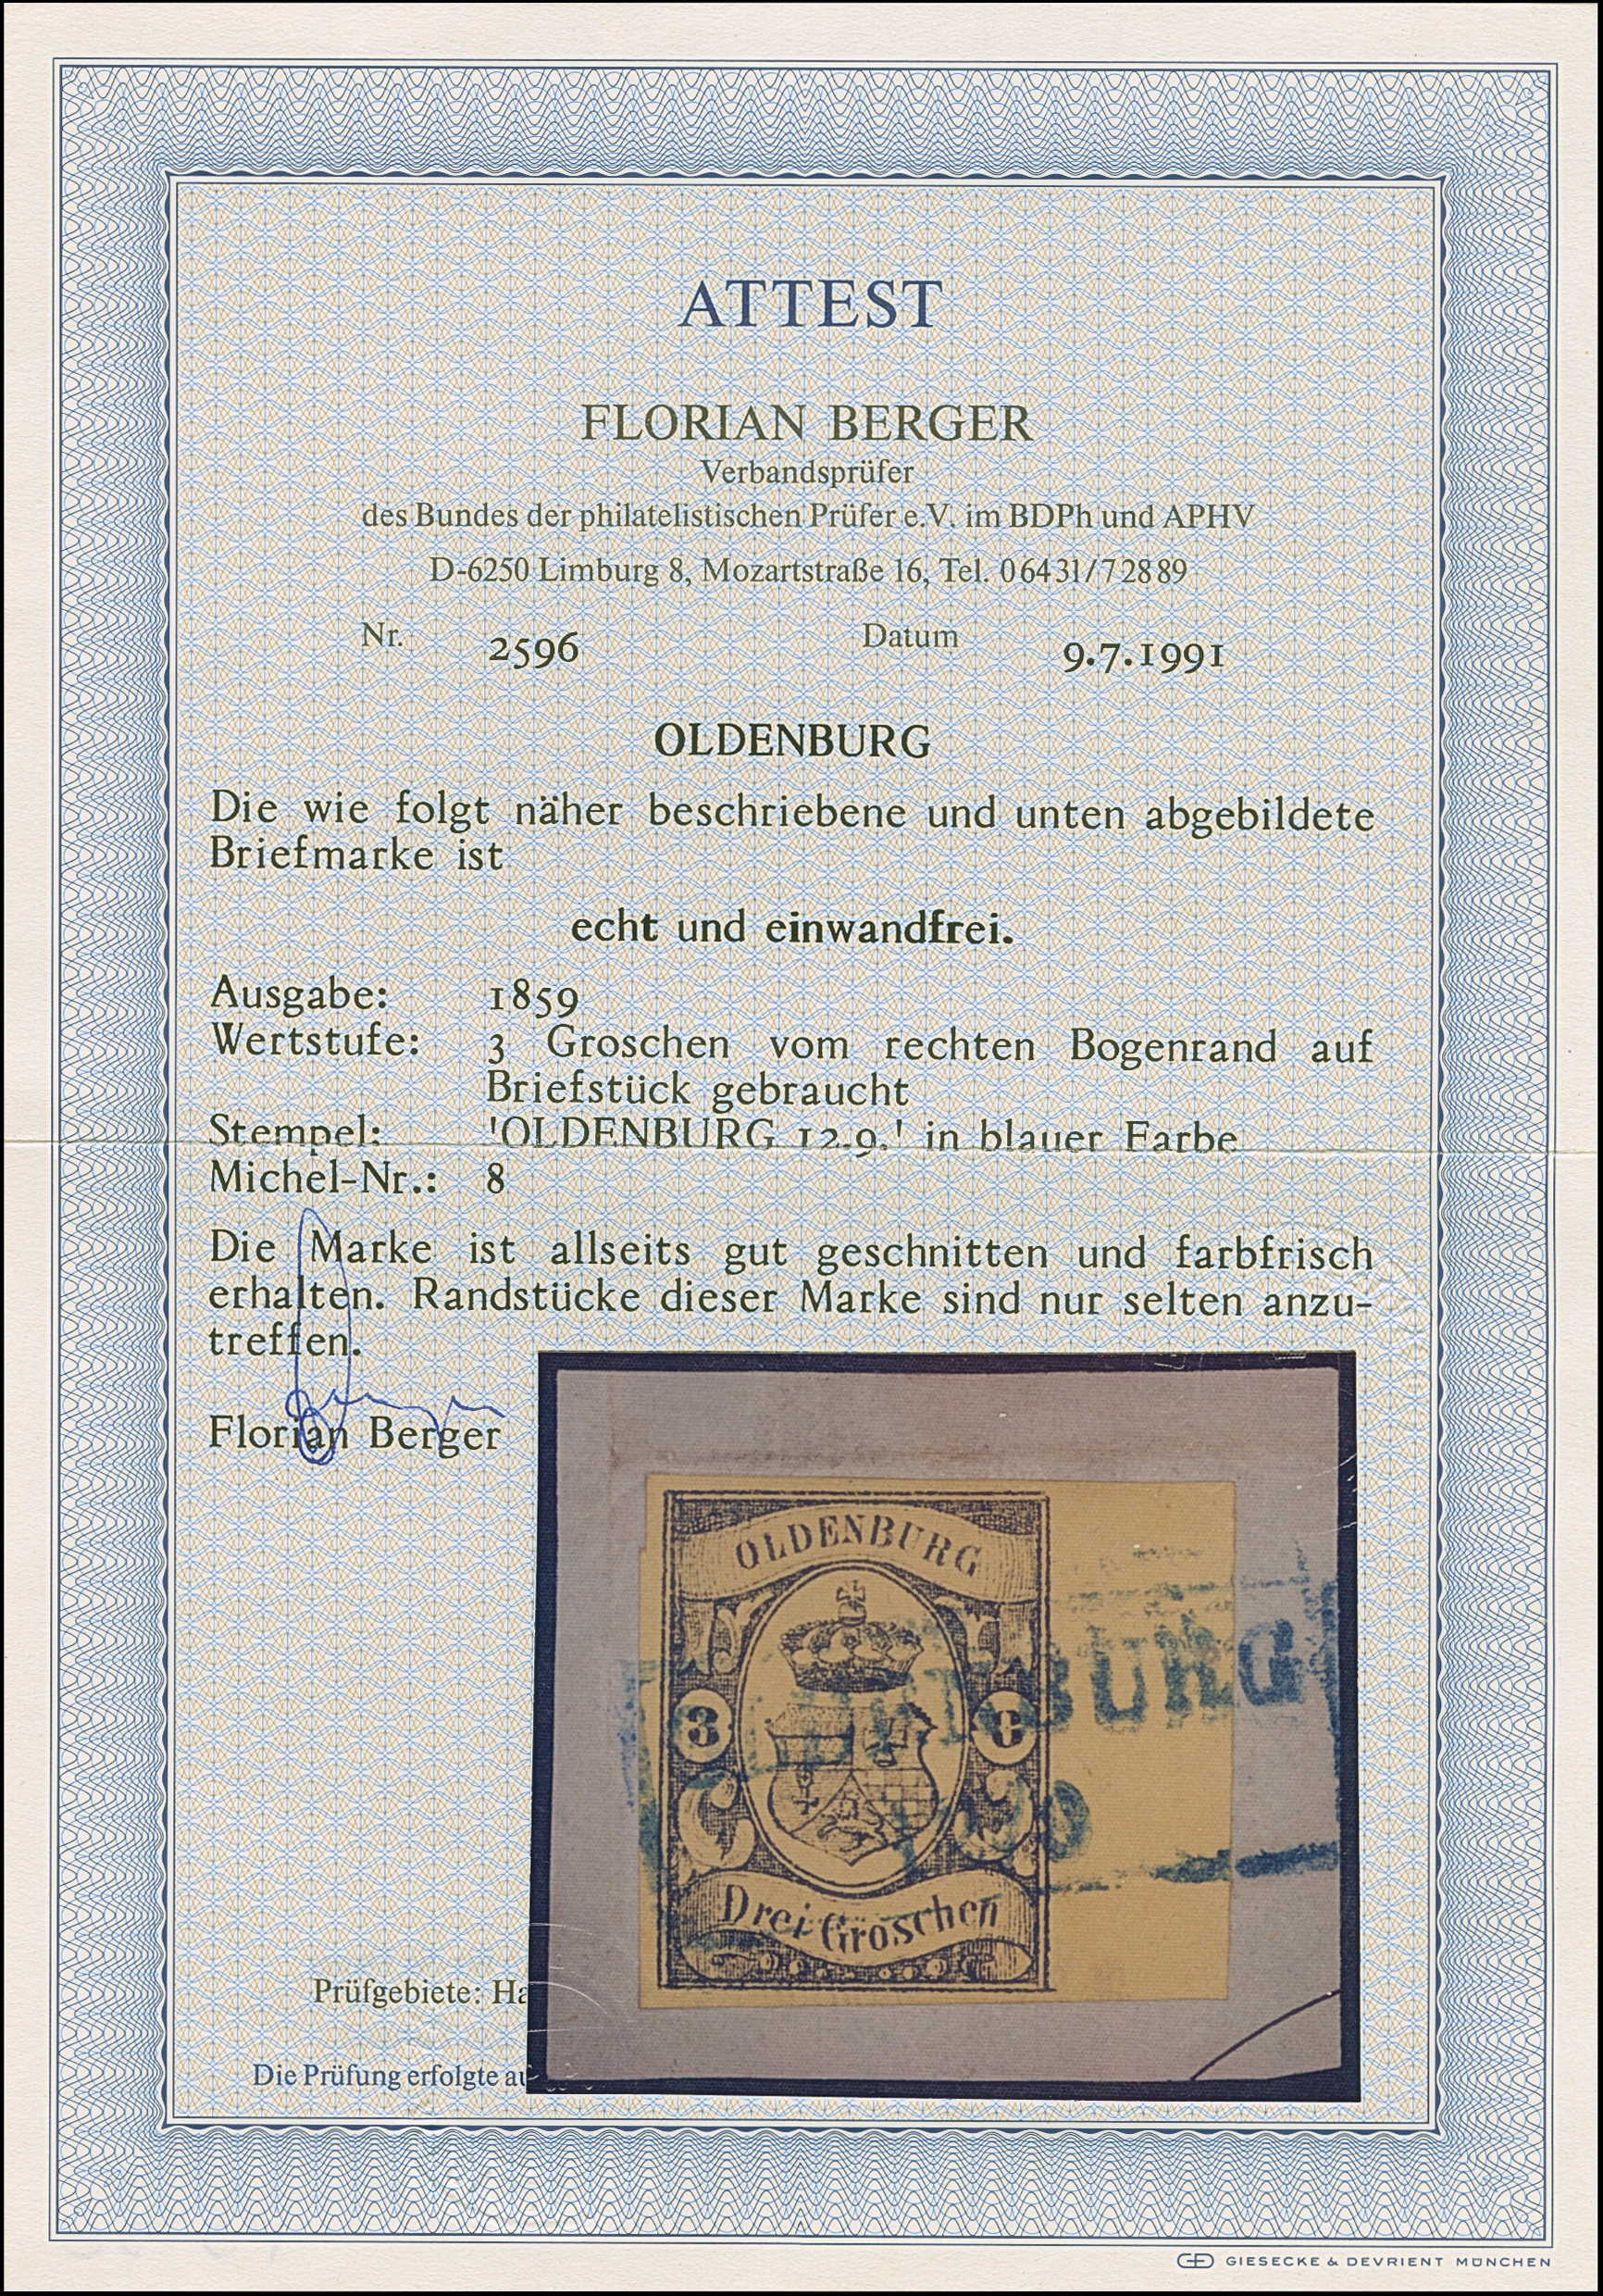 ATTEST
FLORIAN BERGER
Verbandsprüfer
des Bundes der philatelistischen Prüfer e.V. im BDPh und APHV
D-6250 Limburg 8, Mozartstraße 16, Tel. 06431/72889
Nr. 2596 Datum 9.7.1991
OLDENBURG
Die wie folgt näher beschriebene und unten abgebildete
Briefmarke ist
echt und einwandfrei.
Ausgabe: 1859
Wertstufe: 3 Groschen vom rechten Bogenrand auf
Briefstück gebraucht
Stempel: 'OLDENBURG 12.9.' in blauer Farbe
Michel-Nr.: 8
Die Marke ist allseits gut geschnitten und farbfrisch
erhalten. Randstücke dieser Marke sind nur selten anzu-
treffen.
Florian Berger
OLDENBURG
3
BURG
Drei Groschen
Prüfgebiete: Ha
Die Prüfung erfolgte au
GD GIESECKE & DEVRIENT MÜNCHEN